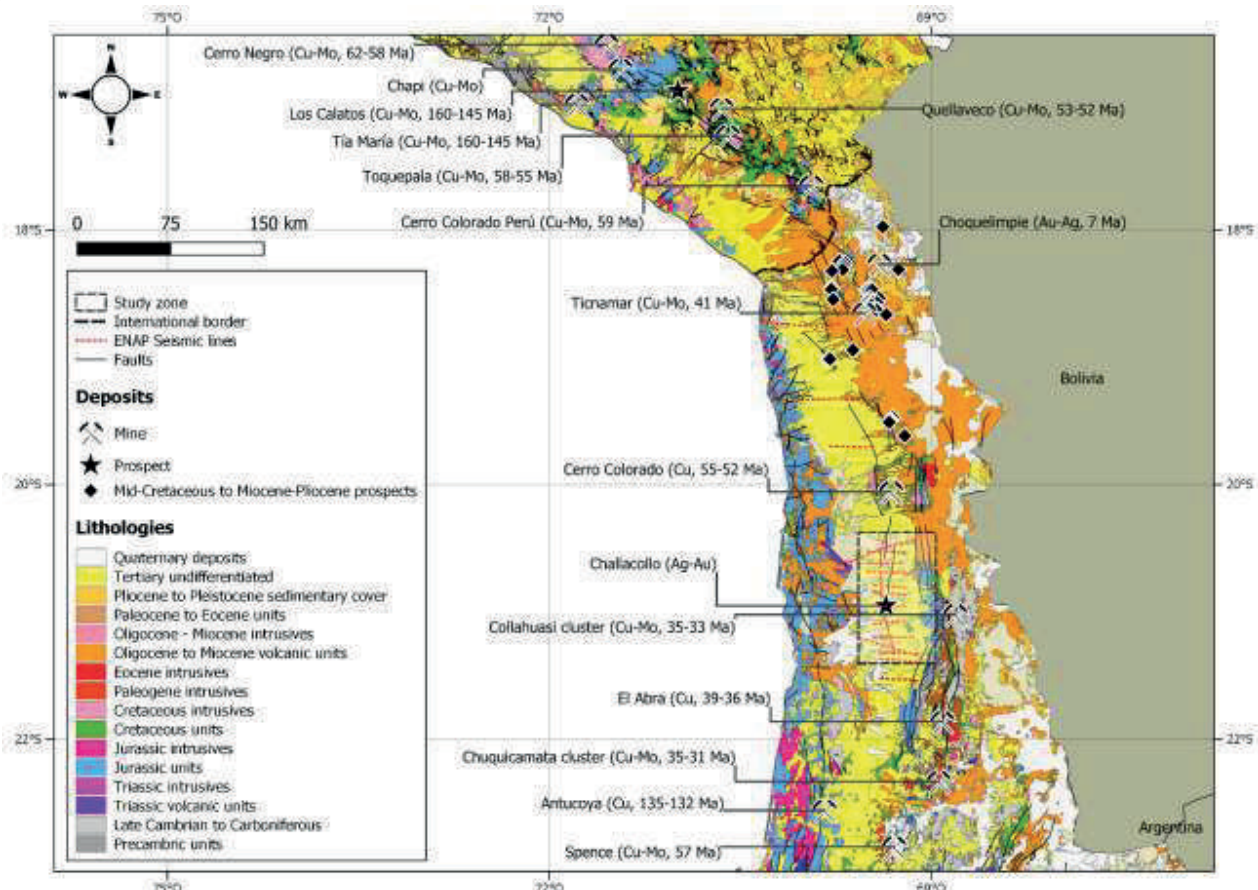 75°O 72°O 69°O
N
W E
S
Cerro Negro (Cu-Mo, 62-58 Ma)
Chapi (Cu-Mo)
Los Calatos (Cu-Mo, 160-145 Ma)
Quellaveco (Cu-Mo, 53-52 Ma)
Tía María (Cu-Mo, 160-145 Ma)
Toquepala (Cu-Mo, 58-55 Ma)
Cerro Colorado Perú (Cu-Mo, 59 Ma)
Choquelimpie (Au-Ag, 7 Ma)
0 75 150 km
18°S 18°S
Ticnamar (Cu-Mo, 41 Ma)
Bolivia
Cerro Colorado (Cu, 55-52 Ma)
20°S 20°S
Challacollo (Ag-Au)
Collahuasi cluster (Cu-Mo, 35-33 Ma)
El Abra (Cu, 39-36 Ma)
22°S 22°S
Chuquicamata cluster (Cu-Mo, 35-31 Ma)
Antucoya (Cu, 135-132 Ma)
Argentina
Spence (Cu-Mo, 57 Ma)
Study zone
International border
ENAP Seismic lines
Faults
Deposits
Mine
Prospect
Mid-Cretaceous to Miocene-Pliocene prospects
Lithologies
Quaternary deposits
Tertiary undifferentiated
Pliocene to Pleistocene sedimentary cover
Paleocene to Eocene units
Oligocene - Miocene intrusives
Oligocene to Miocene volcanic units
Eocene intrusives
Paleogene intrusives
Cretaceous intrusives
Cretaceous units
Jurassic intrusives
Jurassic units
Triassic intrusives
Triassic volcanic units
Late Cambrian to Carboniferous
Precambric units
75°O 72°O 69°O